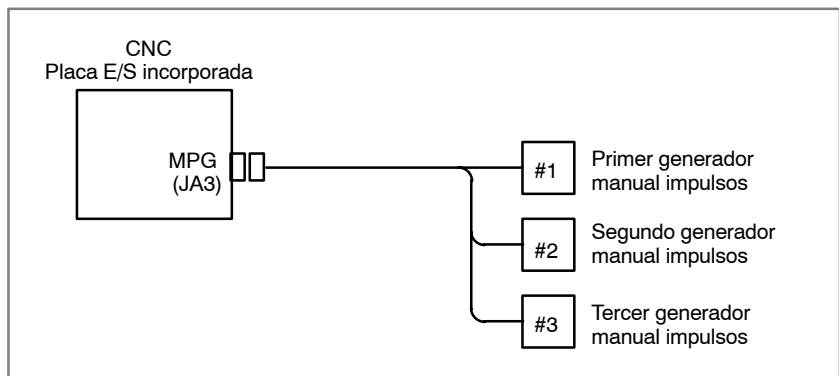 CNC
Placa E/S incorporada
MPG
(JA3)
#1
Primer generador
manual impulsos
#2
Segundo generador
manual impulsos
#3
Tercer generador
manual impulsos